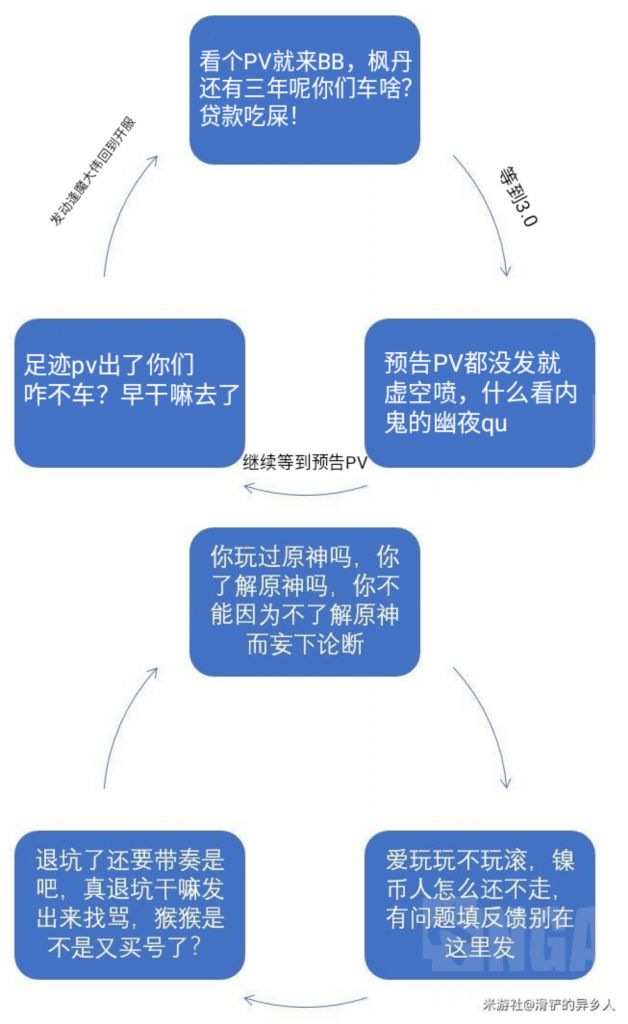 看个PV就来BB，枫丹
还有三年呢你们车啥？
贷款吃屎！
发动逢魔大伟回到开服
等到3.0
足迹pv出了你们
咋不车？早干嘛去了
预告PV都没发就
虚空喷，什么看内
鬼的幽夜qu
继续等到预告PV
你玩过原神吗，你
了解原神吗，你不
能因为不了解原神
而妄下论断
退坑了还要带奏是
吧，真退坑干嘛发
出来找骂，猴猴是
不是又买号了？
爱玩玩不玩滚，镍
币人怎么还不走，
有问题填反馈别在
这里发
NGA
米游社@滑铲的异乡人